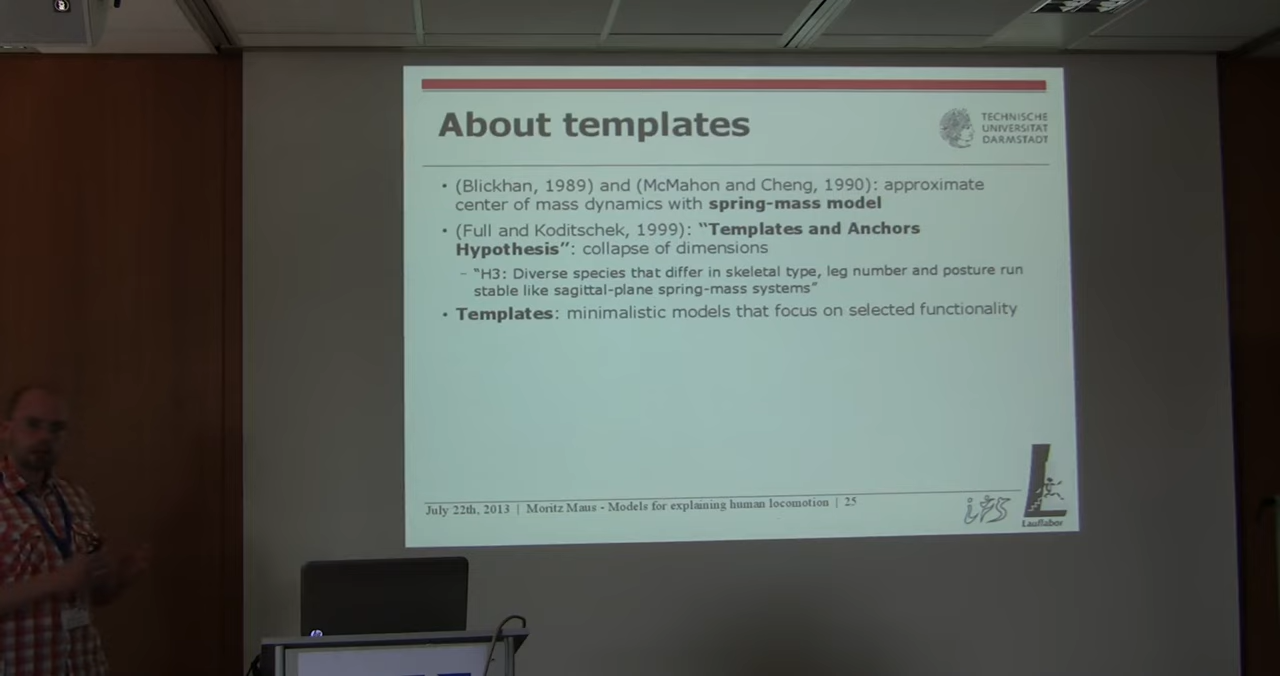 About templates
TECHNISCHE
UNIVERSITÄT
DARMSTADT
• (Blickhan, 1989) and (McMahon and Cheng, 1990): approximate
center of mass dynamics with spring-mass model
• (Full and Koditschek, 1999): “Templates and Anchors
Hypothesis”: collapse of dimensions
– “H3: Diverse species that differ in skeletal type, leg number and posture run
stable like sagittal-plane spring-mass systems”
• Templates: minimalistic models that focus on selected functionality
July 22th, 2013 | Moritz Maus - Models for explaining human locomotion | 25
Lauflabor
hp